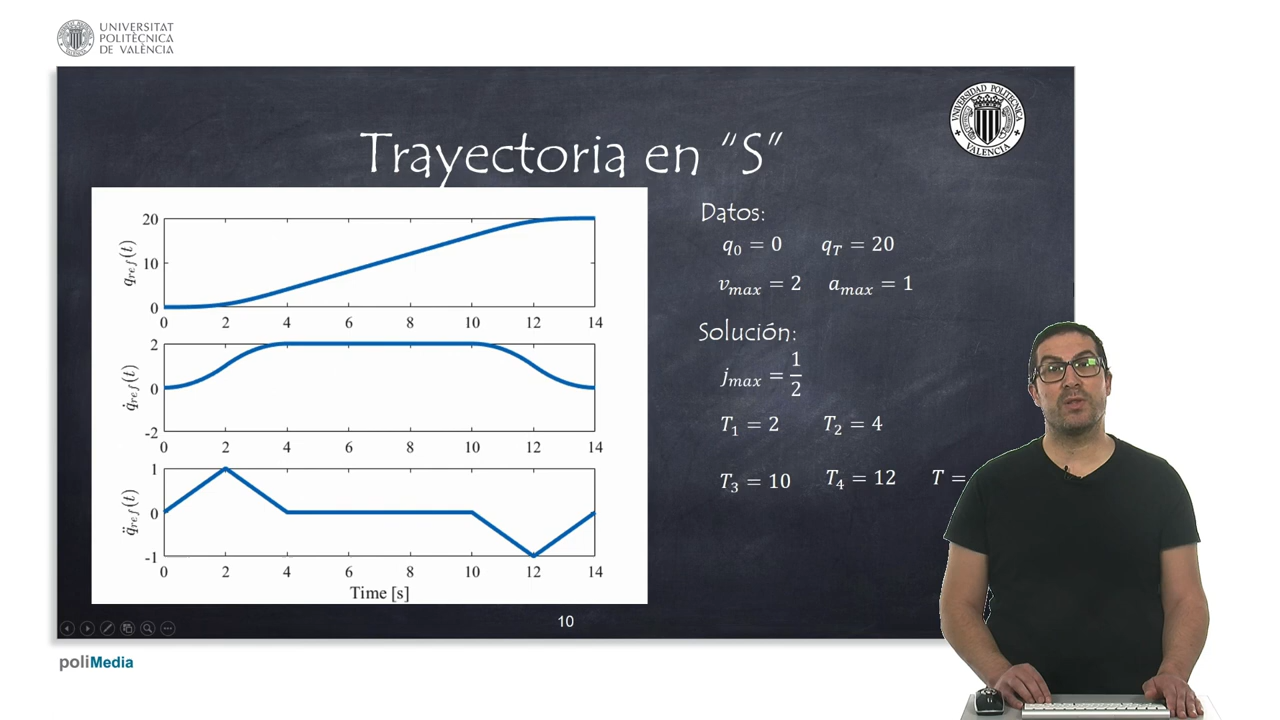 UNIVERSITAT
POLITÈCNICA
DE VALÈNCIA
UNIVERSIDAD POLITECNICA
VALENCIA
Trayectoria en "S"
q_ref(t)
20
10
0
0 2 4 6 8 10 12 14
q̇_ref(t)
2
0
-2
0 2 4 6 8 10 12 14
q̈_ref(t)
1
0
-1
0 2 4 6 8 10 12 14
Time [s]
Datos:
q_0 = 0 q_T = 20
v_max = 2 a_max = 1
Solución:
j_max = 1/2
T_1 = 2 T_2 = 4
T_3 = 10 T_4 = 12 T =
10
poliMedia